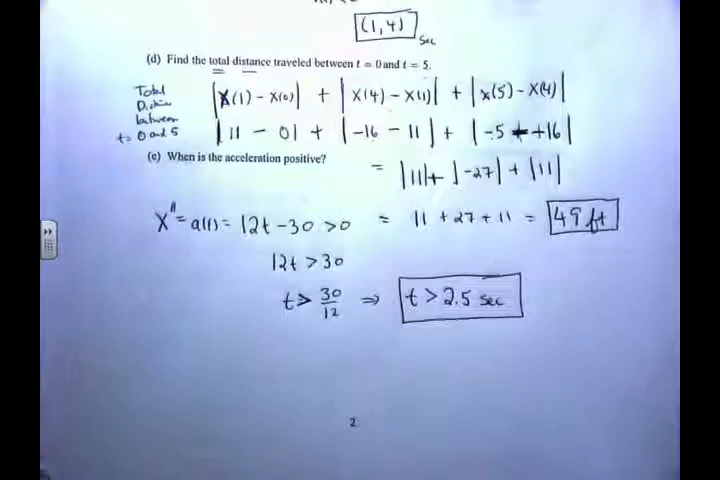 (1,4) sec
(d) Find the total distance traveled between t = 0 and t = 5.
Total
Distance
between
t = 0 and 5
|x(1) - x(0)| + |x(4) - x(1)| + |x(5) - x(4)|
|11 - 0| + |-16 - 11| + |-5 + +16|
(e) When is the acceleration positive?
= |11| + |-27| + |11|
x'' = a(t) = 12t - 30 > 0
= 11 + 27 + 11 = 49 ft
12t > 30
t > 30/12 ⇒ t > 2.5 sec
2